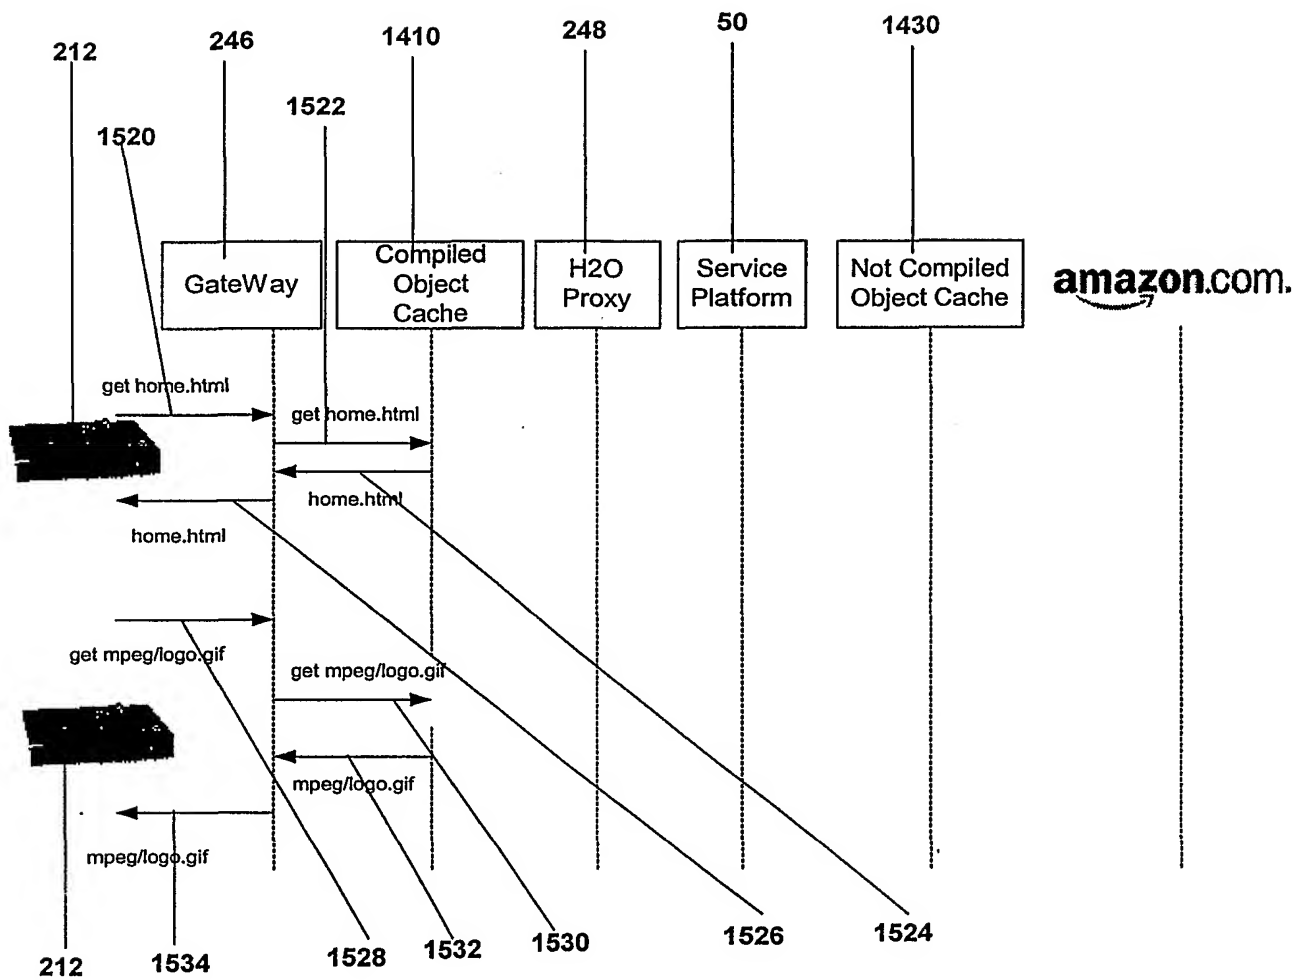 212
246
1410
248
50
1430
1520
1522
GateWay
Compiled
Object
Cache
H2O
Proxy
Service
Platform
Not Compiled
Object Cache
amazon.com.
get home.html
get home.html
home.html
home.html
get mpeg/logo.gif
get mpeg/logo.gif
mpeg/logo.gif
mpeg/logo.gif
212
1534
1528
1532
1530
1526
1524